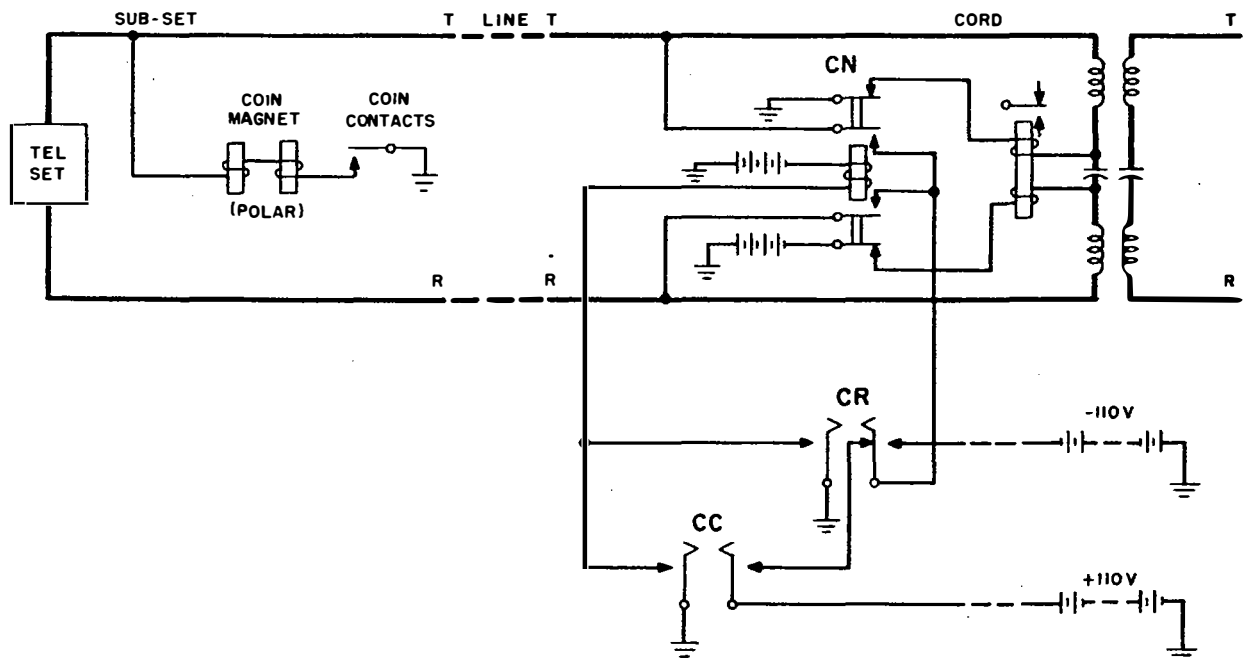 SUB-SET T LINE T CORD T
CN
COIN MAGNET
COIN CONTACTS
TEL SET
(POLAR)
R R R
CR
-110V
CC
+110V